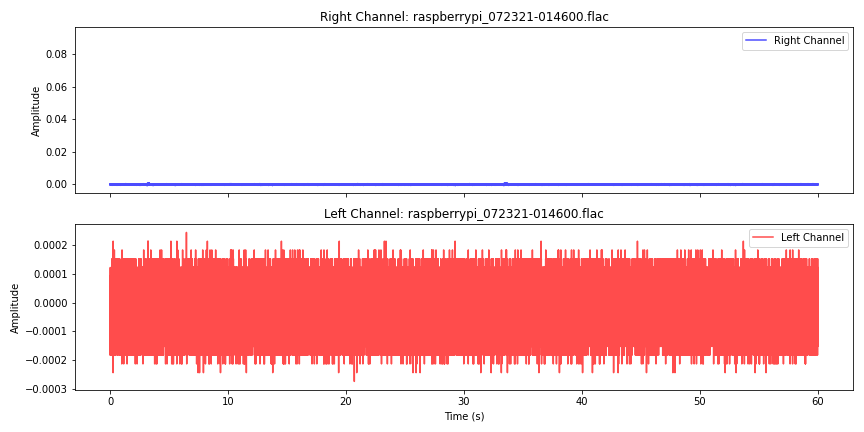 Right Channel: raspberrypi_072321-014600.flac
Right Channel
0.08
0.06
0.04
0.02
0.00
Amplitude
Left Channel: raspberrypi_072321-014600.flac
Left Channel
0.0002
0.0001
0.0000
−0.0001
−0.0002
−0.0003
Amplitude
0 10 20 30 40 50 60
Time (s)